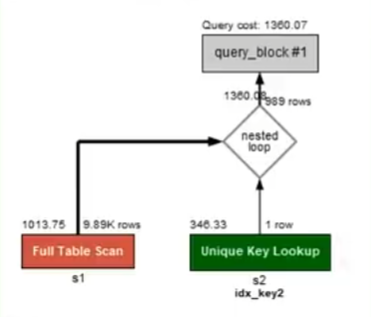 Query cost: 1360.07
query_block #1
1360.08
989 rows
nested
loop
1013.75
9.89K rows
346.33
1 row
Full Table Scan
Unique Key Lookup
s1
s2
idx_key2